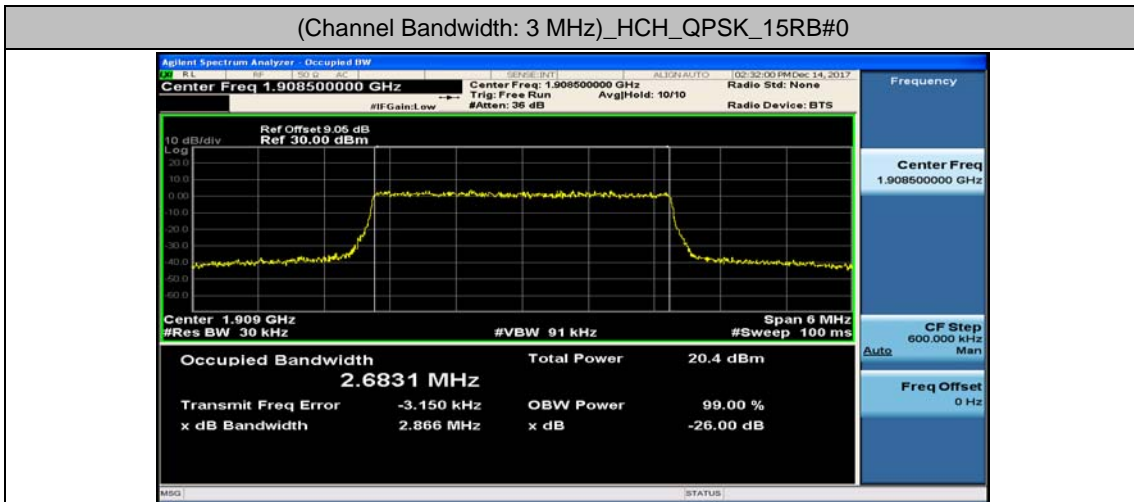 (Channel Bandwidth: 3 MHz)_HCH_QPSK_15RB#0
Agilent Spectrum Analyzer - Occupied BW
LXI RL RF 50 Ω AC SENSE:INT ALIGN AUTO 02:32:00 PM Dec 14, 2017
Center Freq 1.908500000 GHz
Center Freq: 1.908500000 GHz
Radio Std: None
Trig: Free Run Avg|Hold: 10/10
#IFGain:Low #Atten: 36 dB Radio Device: BTS
Ref Offset 9.05 dB
10 dB/div Ref 30.00 dBm
Log
20.0
10.0
0.00
-10.0
-20.0
-30.0
-40.0
-50.0
-60.0
Center 1.909 GHz Span 6 MHz
#Res BW 30 kHz #VBW 91 kHz #Sweep 100 ms
Occupied Bandwidth Total Power 20.4 dBm
2.6831 MHz
Transmit Freq Error -3.150 kHz OBW Power 99.00 %
x dB Bandwidth 2.866 MHz x dB -26.00 dB
MSG STATUS
Frequency
Center Freq
1.908500000 GHz
CF Step
600.000 kHz
Auto Man
Freq Offset
0 Hz